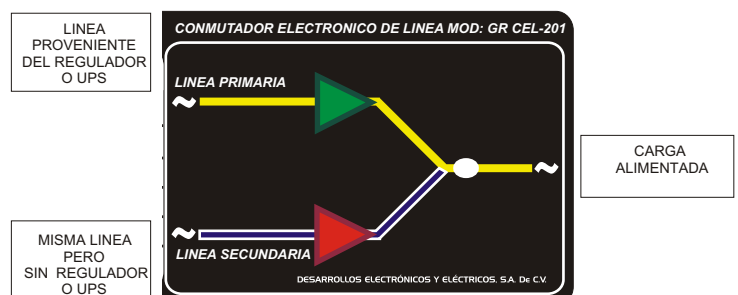 LINEA
PROVENIENTE
DEL REGULADOR
O UPS
CONMUTADOR ELECTRONICO DE LINEA MOD: GR CEL-201
LINEA PRIMARIA
CARGA
ALIMENTADA
MISMA LINEA
PERO
SIN REGULADOR
O UPS
LINEA SECUNDARIA
DESARROLLOS ELECTRÓNICOS Y ELÉCTRICOS, S.A. De C.V.